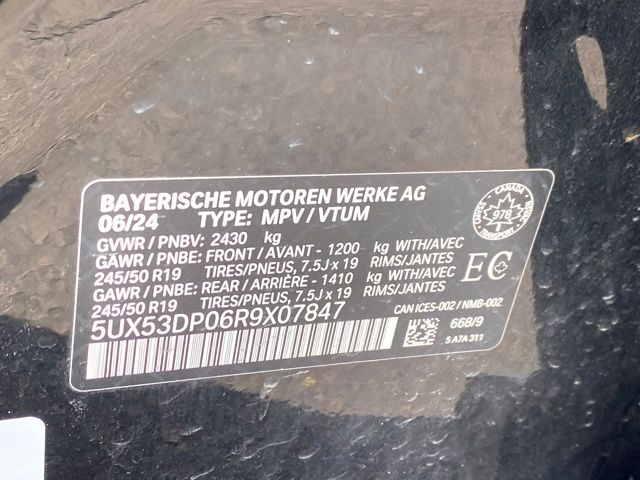 BAYERISCHE MOTOREN WERKE AG
06/24 TYPE: MPV / VTUM
GVWR / PNBV: 2430 kg
GAWR / PNBE: FRONT / AVANT - 1200 kg WITH/AVEC
245/50 R19 TIRES/PNEUS, 7.5J x 19 RIMS/JANTES
GAWR / PNBE: REAR / ARRIÈRE - 1410 kg WITH/AVEC
245/50 R19 TIRES/PNEUS, 7.5J x 19 RIMS/JANTES
5UX53DP06R9X07847
CANADA
TRANSPORT
976
EC
CAN ICES-002 / NMB-002
668/9
5 A7A 311